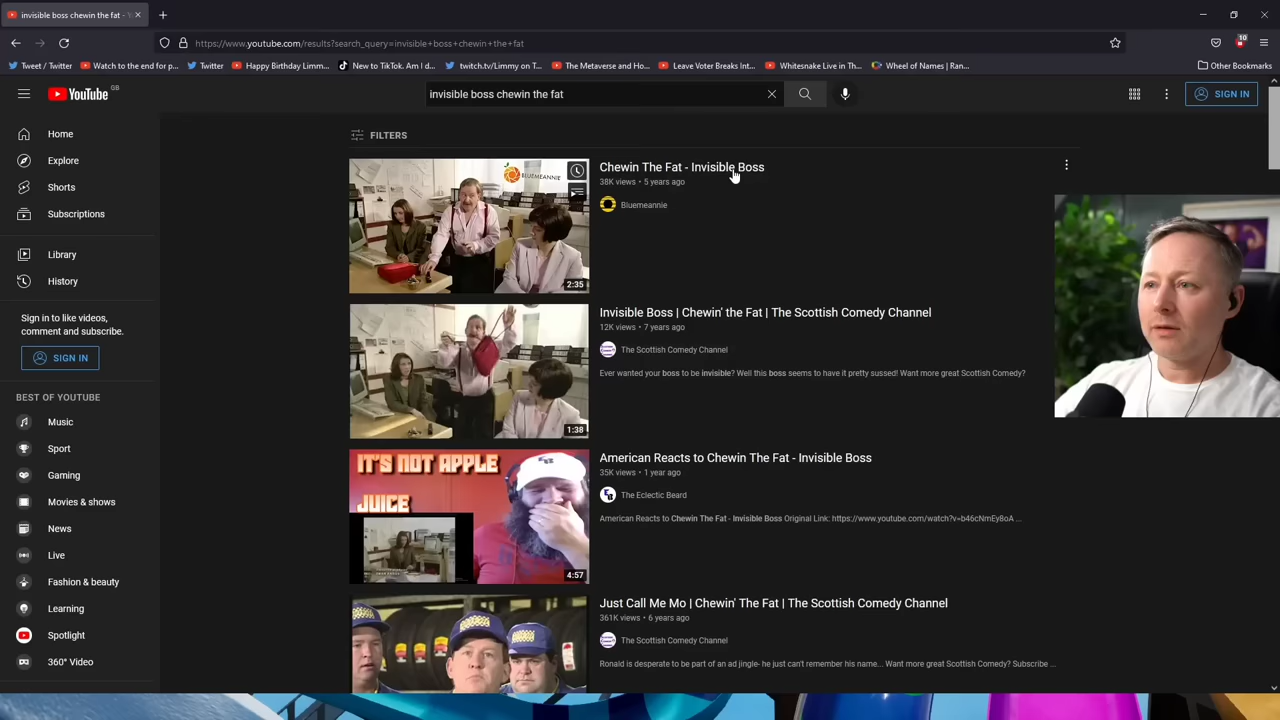 invisible boss chewin the fat - Y
https://www.youtube.com/results?search_query=invisible+boss+chewin+the+fat
10
Tweet / Twitter
Watch to the end for p...
Twitter
Happy Birthday Limm...
New to TikTok. Am I d...
twitch.tv/Limmy on T...
The Metaverse and Ho...
Leave Voter Breaks Int...
Whitesnake Live in Th...
Wheel of Names | Ran...
Other Bookmarks
YouTube GB
invisible boss chewin the fat
SIGN IN
Home
Explore
Shorts
Subscriptions
Library
History
Sign in to like videos,
comment and subscribe.
SIGN IN
BEST OF YOUTUBE
Music
Sport
Gaming
Movies & shows
News
Live
Fashion & beauty
Learning
Spotlight
360° Video
FILTERS
BLUEMEANNIE
2:35
Chewin The Fat - Invisible Boss
38K views • 5 years ago
Bluemeannie
1:38
Invisible Boss | Chewin' the Fat | The Scottish Comedy Channel
12K views • 7 years ago
The Scottish Comedy Channel
Ever wanted your boss to be invisible? Well this boss seems to have it pretty sussed! Want more great Scottish Comedy?
IT'S NOT APPLE
JUICE
4:57
American Reacts to Chewin The Fat - Invisible Boss
35K views • 1 year ago
The Eclectic Beard
American Reacts to Chewin The Fat - Invisible Boss Original Link: https://www.youtube.com/watch?v=b46cNmEy8oA ...
Just Call Me Mo | Chewin' The Fat | The Scottish Comedy Channel
361K views • 6 years ago
The Scottish Comedy Channel
Ronald is desperate to be part of an ad jingle- he just can't remember his name... Want more great Scottish Comedy? Subscribe ...